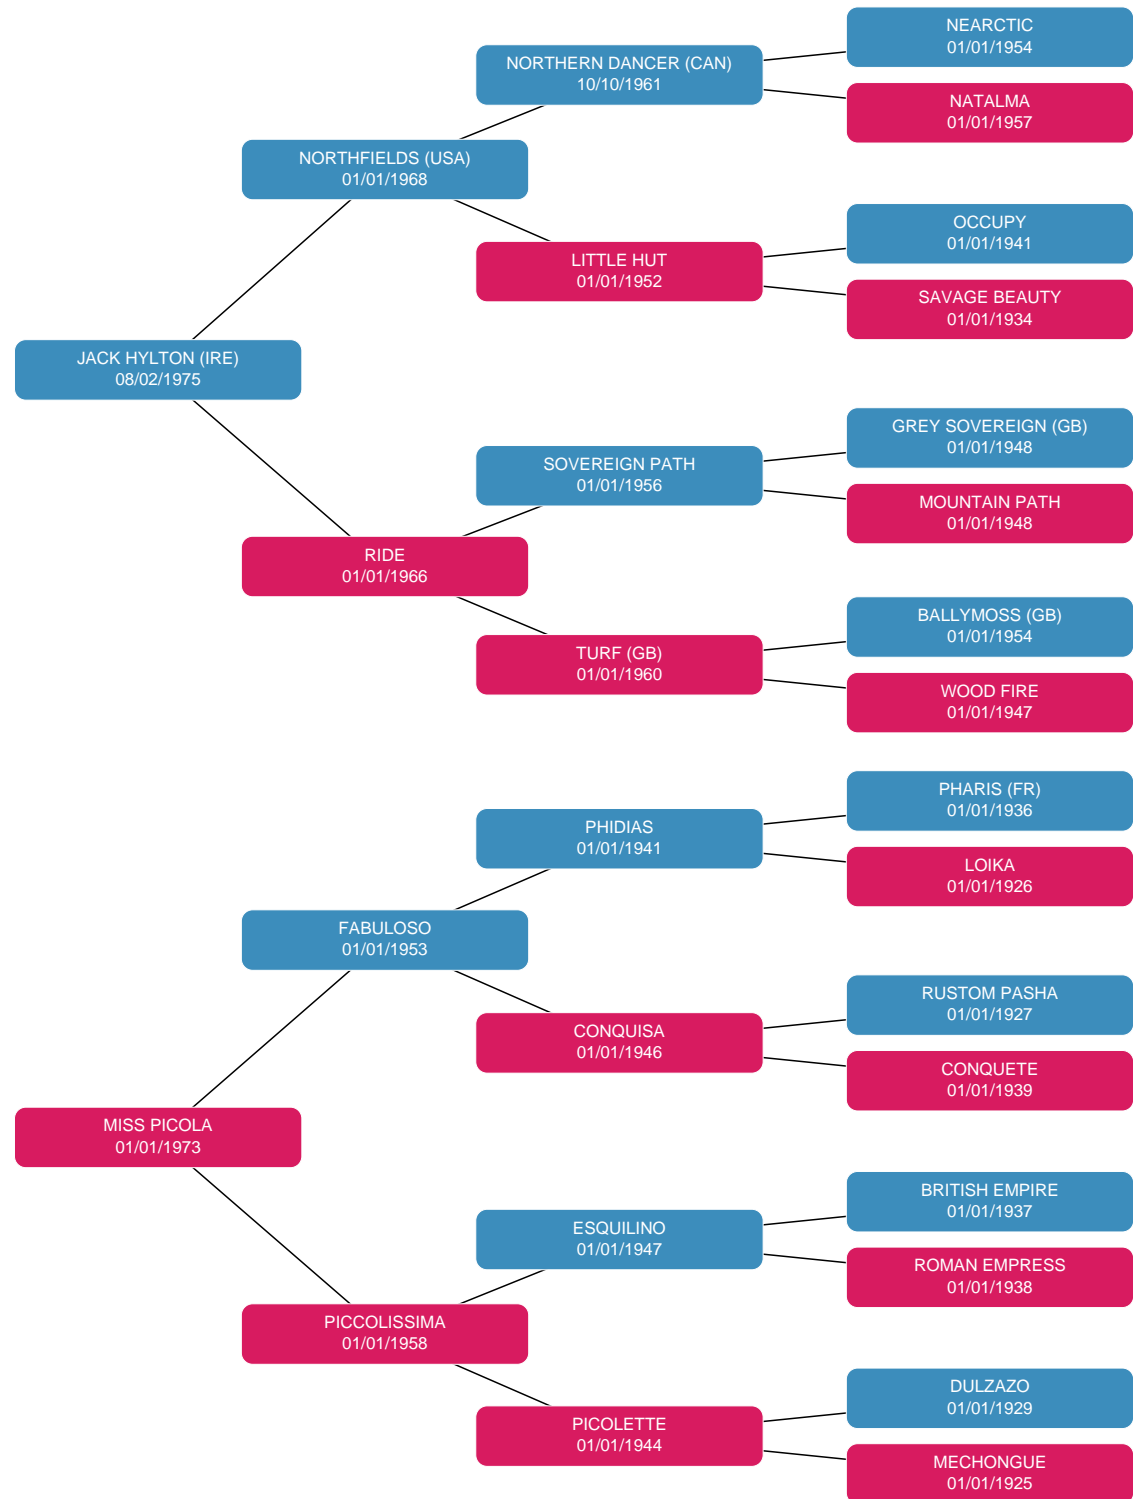 NEARCTIC
01/01/1954
NORTHERN DANCER (CAN)
10/10/1961
NATALMA
01/01/1957
NORTHFIELDS (USA)
01/01/1968
OCCUPY
01/01/1941
LITTLE HUT
01/01/1952
SAVAGE BEAUTY
01/01/1934
JACK HYLTON (IRE)
08/02/1975
GREY SOVEREIGN (GB)
01/01/1948
SOVEREIGN PATH
01/01/1956
MOUNTAIN PATH
01/01/1948
RIDE
01/01/1966
BALLYMOSS (GB)
01/01/1954
TURF (GB)
01/01/1960
WOOD FIRE
01/01/1947
PHARIS (FR)
01/01/1936
PHIDIAS
01/01/1941
LOIKA
01/01/1926
FABULOSO
01/01/1953
RUSTOM PASHA
01/01/1927
CONQUISA
01/01/1946
CONQUETE
01/01/1939
MISS PICOLA
01/01/1973
BRITISH EMPIRE
01/01/1937
ESQUILINO
01/01/1947
ROMAN EMPRESS
01/01/1938
PICCOLISSIMA
01/01/1958
DULZAZO
01/01/1929
PICOLETTE
01/01/1944
MECHONGUE
01/01/1925